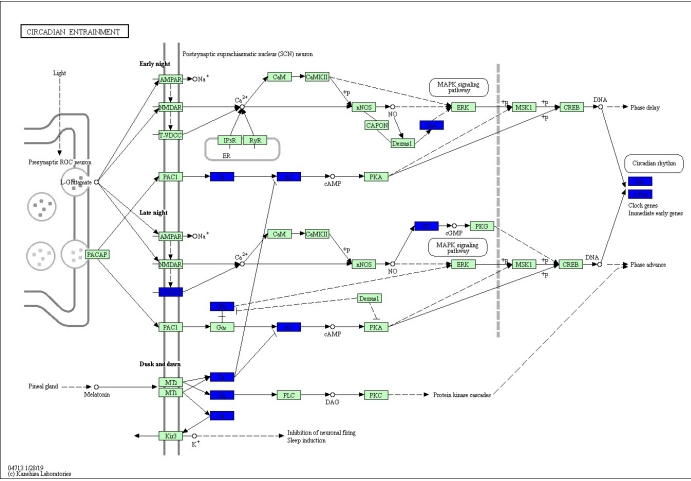 CIRCADIAN ENTRAINMENT
Postsynaptic suprachiasmatic nucleus (SCN) neuron
Early night
Light
AMPAR
Na+
CaM
CaMKII
MAPK signaling
pathway
NMDAR
Ca2+
+p
nNOS
NO
ERK
+p
MSK1
+p
CREB
DNA
Phase delay
+p
CAPON
Dexras1
T-VDCC
IP3R
RyR
ER
Presynaptic RGC neuron
L-Glutamate
PAC1
cAMP
PKA
Circadian rhythm
Clock genes
Immediate early genes
Late night
AMPAR
Na+
CaM
CaMKII
cGMP
PKG
PACAP
MAPK signaling
pathway
NMDAR
Ca2+
+p
nNOS
NO
ERK
+p
MSK1
+p
CREB
DNA
Phase advance
+p
Dexras1
PAC1
Gαs
cAMP
PKA
Dusk and dawn
Pineal gland
Melatonin
MT2
MT1
PLC
DAG
PKC
Protein kinase cascades
Kir3
K+
Inhibition of neuronal firing
Sleep induction
04713 1/28/19
(c) Kanehisa Laboratories